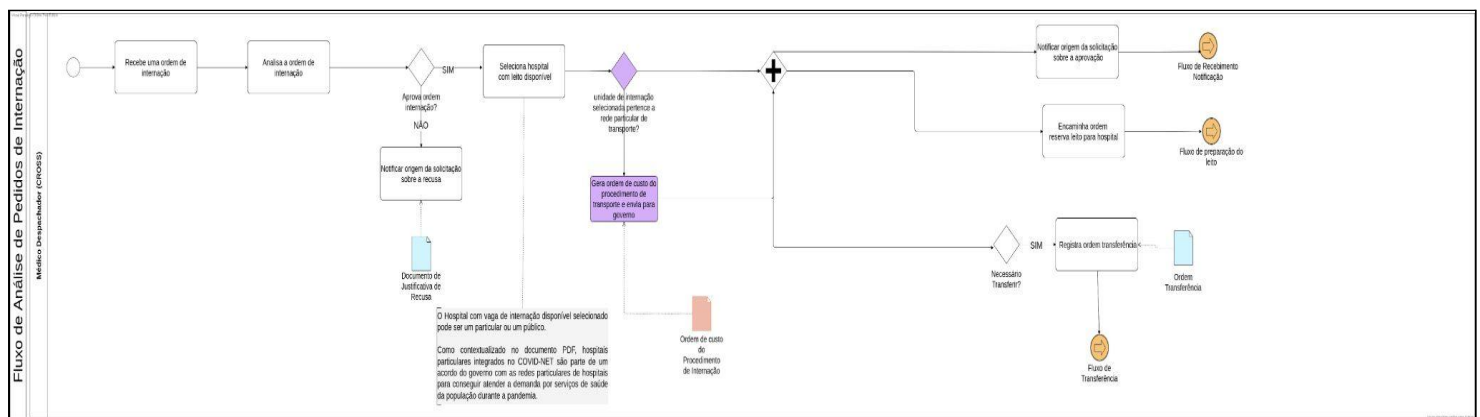 Fluxo de Análise de Pedidos de Internação
Médico Despachador (CROSS)
Recebe uma ordem de
internação
Analisa a ordem de
internação
Aprova ordem
internação?
SIM
NÃO
Notificar origem da solicitação
sobre a recusa
Documento de
Justificativa de
Recusa
Seleciona hospital
com leito disponível
O Hospital com vaga de internação disponível selecionado
pode ser um particular ou um público.
Como contextualizado no documento PDF, hospitais
particulares integrados no COVID-NET são parte de um
acordo do governo com as redes particulares de hospitais
para conseguir atender a demanda por serviços de saúde
da população durante a pandemia.
unidade de internação
selecionada pertence a
rede particular de
transporte?
Gera ordem de custo do
procedimento de
transporte e envia para
governo
Ordem de custo
do
Procedimento
de Internação
Notificar origem da solicitação
sobre a aprovação
Fluxo de Recebimento
Notificação
Encaminha ordem
reserva leito para hospital
Fluxo de preparação do
leito
Necessário
Transferir?
SIM
Registra ordem transferência
Ordem
Transferência
Fluxo de
Transferência